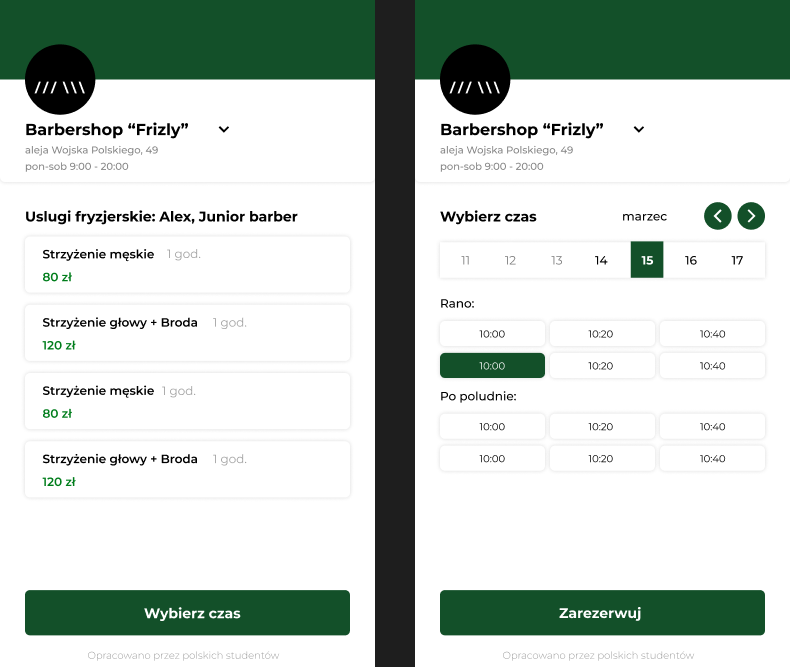 Barbershop “Frizly”
aleja Wojska Polskiego, 49
pon-sob 9:00 - 20:00
Uslugi fryzjerskie: Alex, Junior barber
Strzyżenie męskie 1 god.
80 zł
Strzyżenie głowy + Broda 1 god.
120 zł
Strzyżenie męskie 1 god.
80 zł
Strzyżenie głowy + Broda 1 god.
120 zł
Wybierz czas
Opracowano przez polskich studentów
Barbershop “Frizly”
aleja Wojska Polskiego, 49
pon-sob 9:00 - 20:00
Wybierz czas marzec
11 12 13 14 15 16 17
Rano:
10:00 10:20 10:40
10:00 10:20 10:40
Po poludnie:
10:00 10:20 10:40
10:00 10:20 10:40
Zarezerwuj
Opracowano przez polskich studentów